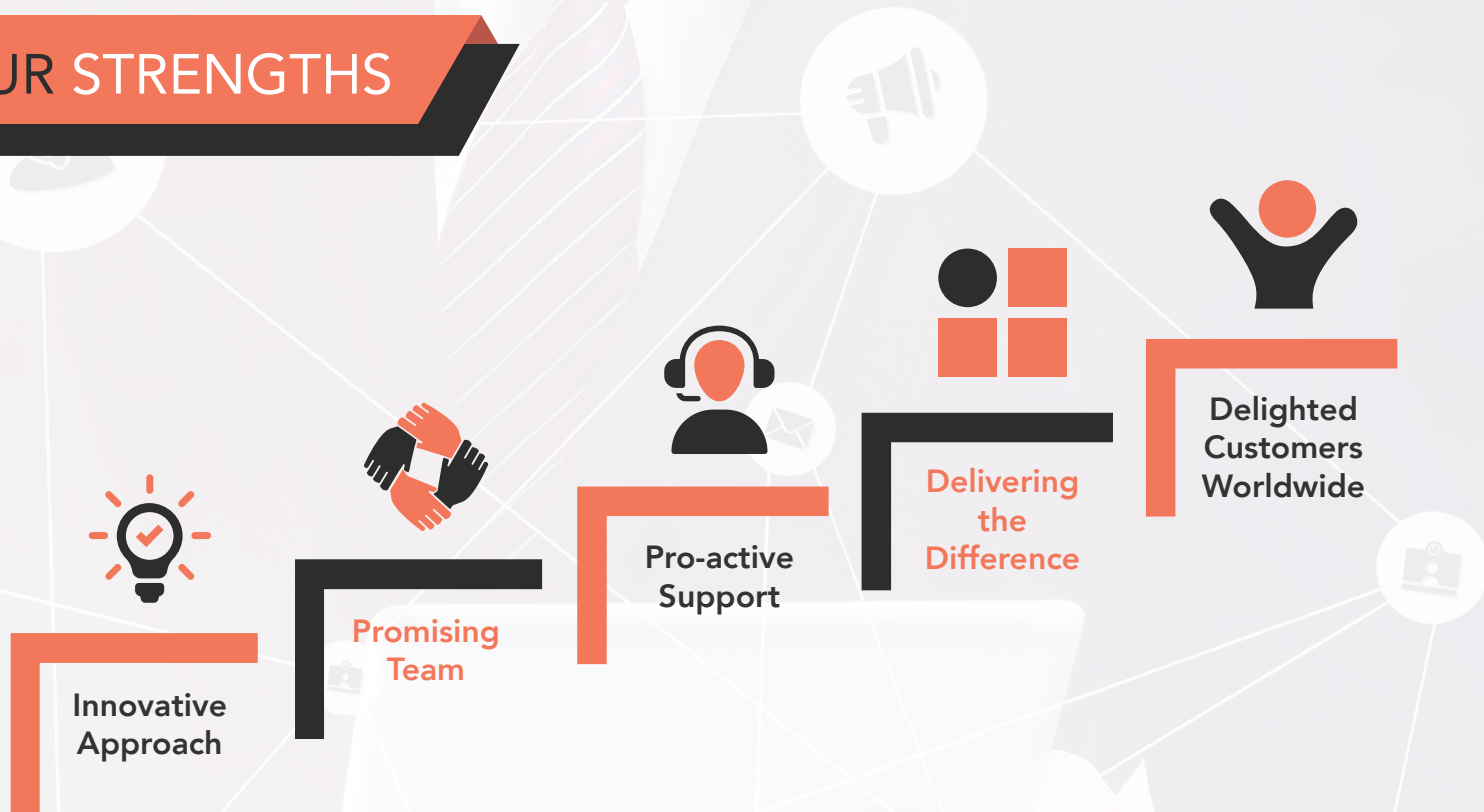 UR STRENGTHS
Innovative
Approach
Promising
Team
Pro-active
Support
Delivering
the
Difference
Delighted
Customers
Worldwide